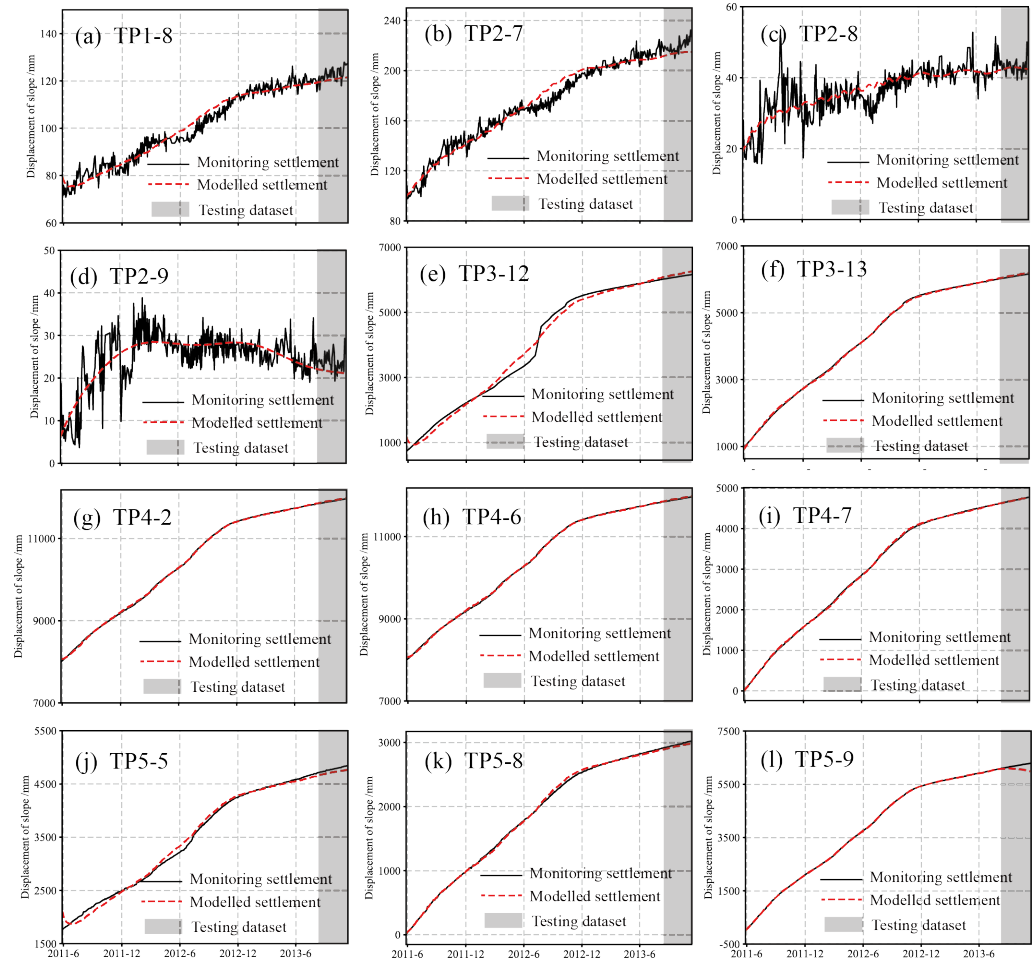 (a) TP1-8
Displacement of slope /mm
140
120
100
80
60
Monitoring settlement
Modelled settlement
Testing dataset
(b) TP2-7
Displacement of slope /mm
240
200
160
120
80
Monitoring settlement
Modelled settlement
Testing dataset
(c) TP2-8
Displacement of slope /mm
60
40
20
0
Monitoring settlement
Modelled settlement
Testing dataset
(d) TP2-9
Displacement of slope /mm
50
40
30
20
10
0
Monitoring settlement
Modelled settlement
Testing dataset
(e) TP3-12
Displacement of slope /mm
7000
5000
3000
1000
Monitoring settlement
Modelled settlement
Testing dataset
(f) TP3-13
Displacement of slope /mm
7000
5000
3000
1000
Monitoring settlement
Modelled settlement
Testing dataset
(g) TP4-2
Displacement of slope /mm
11000
9000
7000
Monitoring settlement
Modelled settlement
Testing dataset
(h) TP4-6
Displacement of slope /mm
11000
9000
7000
Monitoring settlement
Modelled settlement
Testing dataset
(i) TP4-7
Displacement of slope /mm
5000
4000
3000
2000
1000
0
Monitoring settlement
Modelled settlement
Testing dataset
(j) TP5-5
Displacement of slope /mm
5500
4500
3500
2500
1500
Monitoring settlement
Modelled settlement
Testing dataset
2011-6 2011-12 2012-6 2012-12 2013-6
(k) TP5-8
Displacement of slope /mm
3000
2000
1000
0
Monitoring settlement
Modelled settlement
Testing dataset
2011-6 2011-12 2012-6 2012-12 2013-6
(l) TP5-9
Displacement of slope /mm
7500
5500
3500
1500
-500
Monitoring settlement
Modelled settlement
Testing dataset
2011-6 2011-12 2012-6 2012-12 2013-6